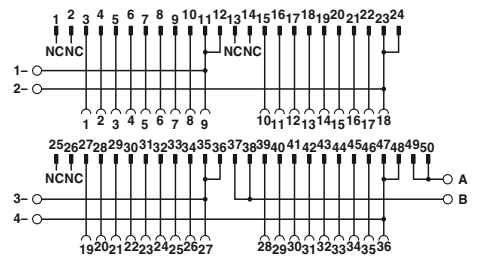 1 2 3 4 5 6 7 8 9 10 11 12 13 14 15 16 17 18 19 20 21 22 23 24
NC NC NC NC
1–
2–
1 2 3 4 5 6 7 8 9 10 11 12 13 14 15 16 17 18
25 26 27 28 29 30 31 32 33 34 35 36 37 38 39 40 41 42 43 44 45 46 47 48 49 50
NC NC
A
3– B
4–
19 20 21 22 23 24 25 26 27 28 29 30 31 32 33 34 35 36